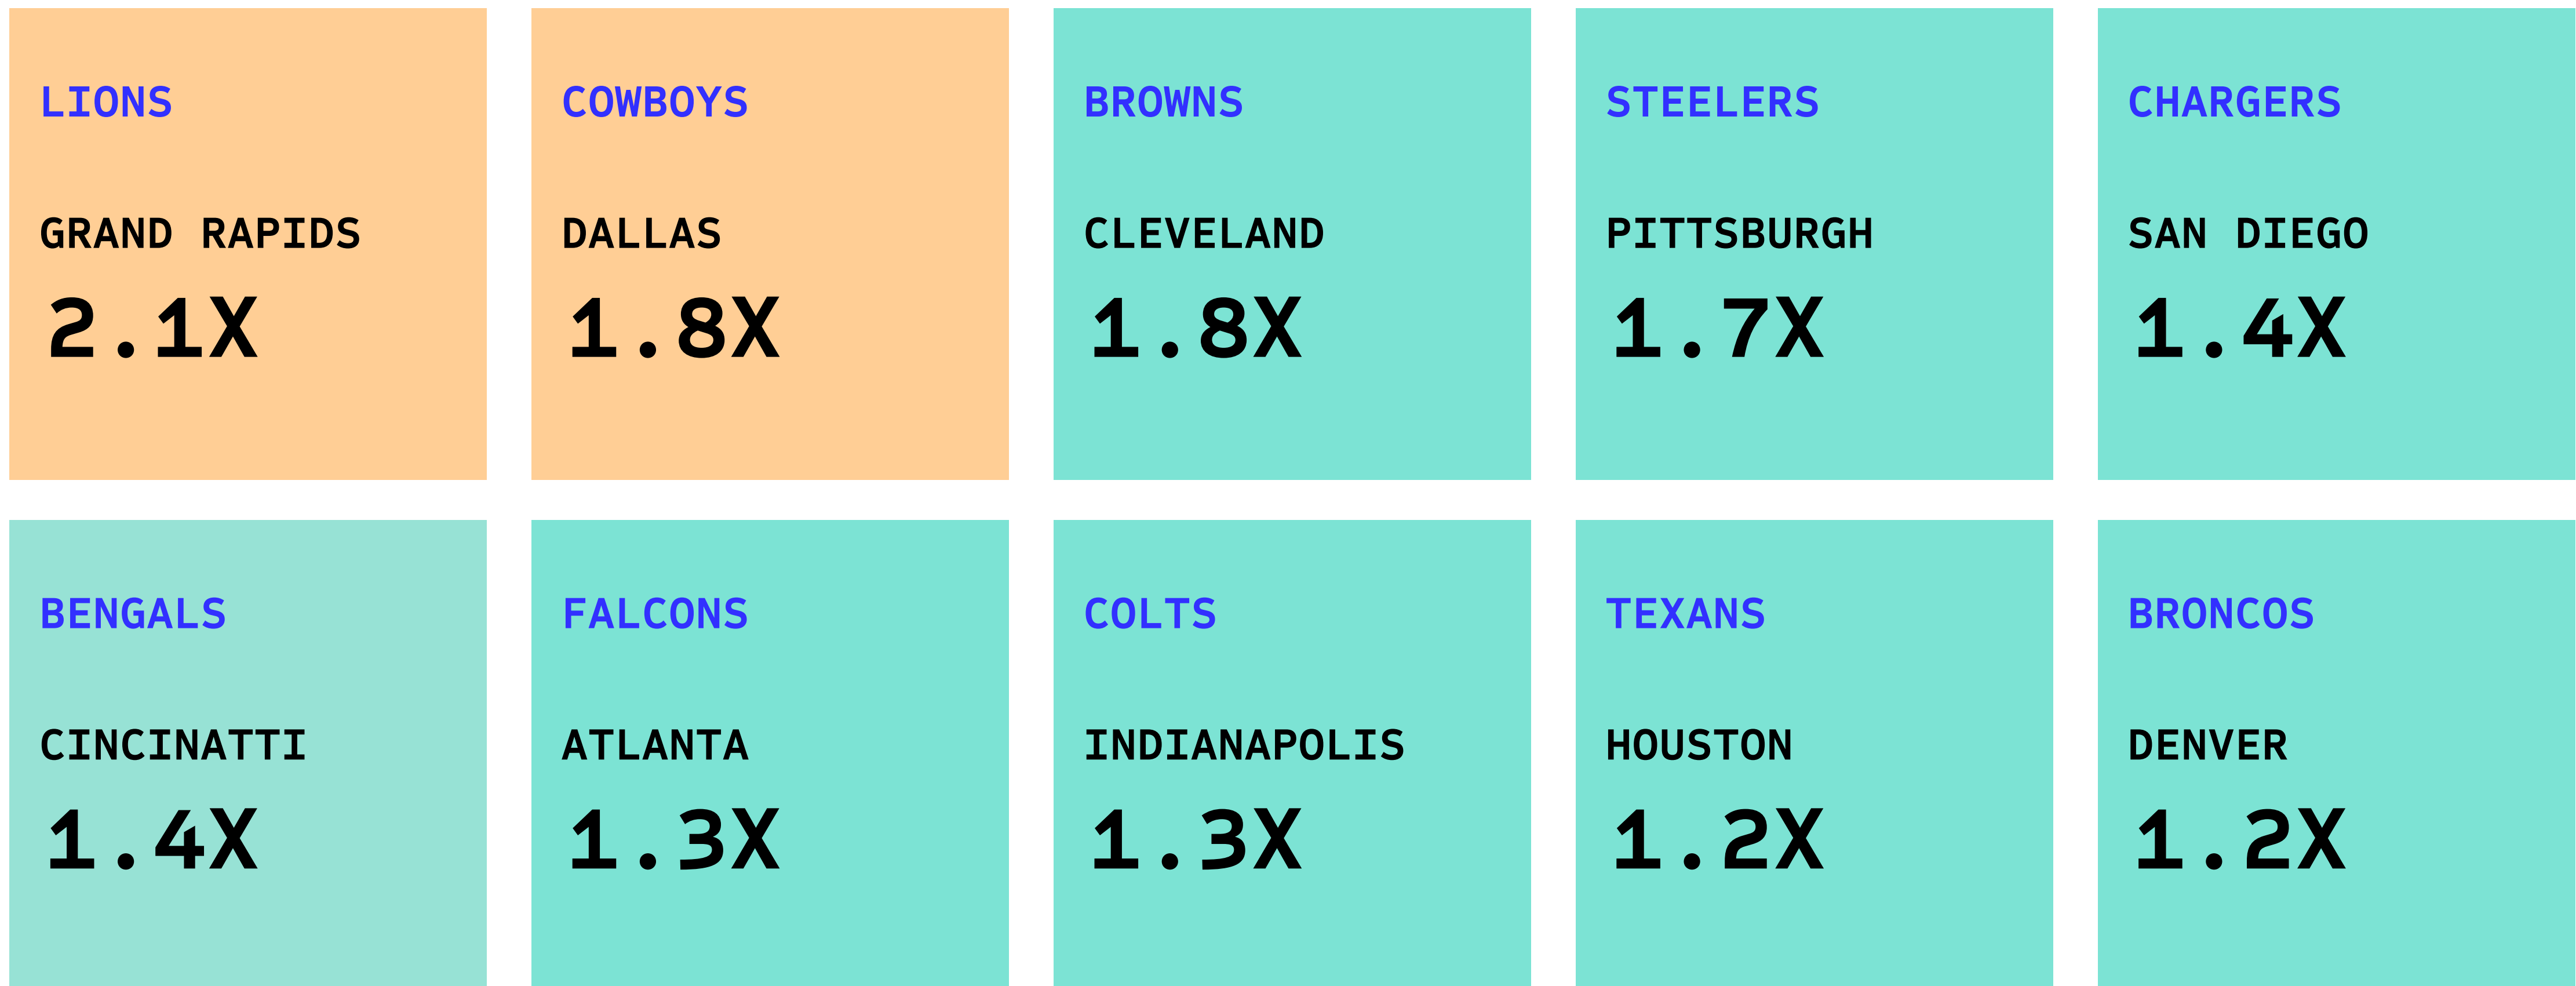 LIONS
GRAND RAPIDS
2.1X
COWBOYS
DALLAS
1.8X
BROWNS
CLEVELAND
1.8X
STEELERS
PITTSBURGH
1.7X
CHARGERS
SAN DIEGO
1.4X
BENGALS
CINCINATTI
1.4X
FALCONS
ATLANTA
1.3X
COLTS
INDIANAPOLIS
1.3X
TEXANS
HOUSTON
1.2X
BRONCOS
DENVER
1.2X